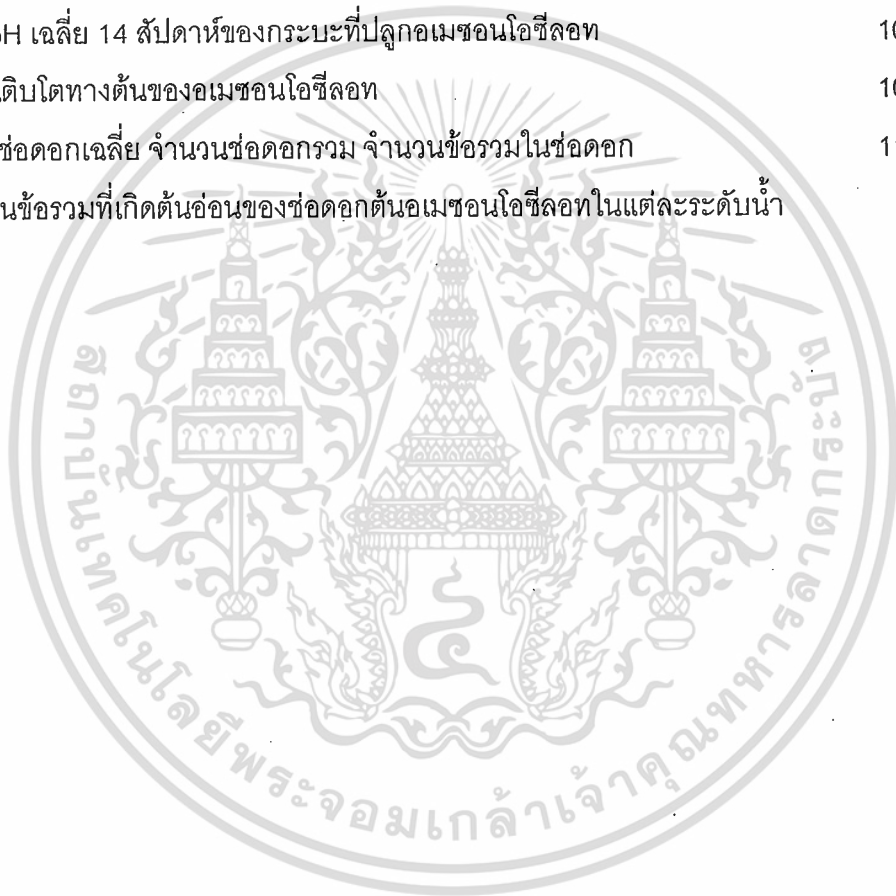 pH เฉลี่ย 14 สัปดาห์ของกระบะที่ปลูกอเมซอนโอซีลอท 10
เติบโตทางต้นของอเมซอนโอซีลอท 10
ช่อดอกเฉลี่ย จำนวนช่อดอกรวม จำนวนข้อรวมในช่อดอก 1
นข้อรวมที่เกิดต้นอ่อนของช่อดอกต้นอเมซอนโอซีลอทในแต่ละระดับน้ำ
สถาบันเทคโนโลยีพระจอมเกล้าเจ้าคุณทหารลาดกระบัง